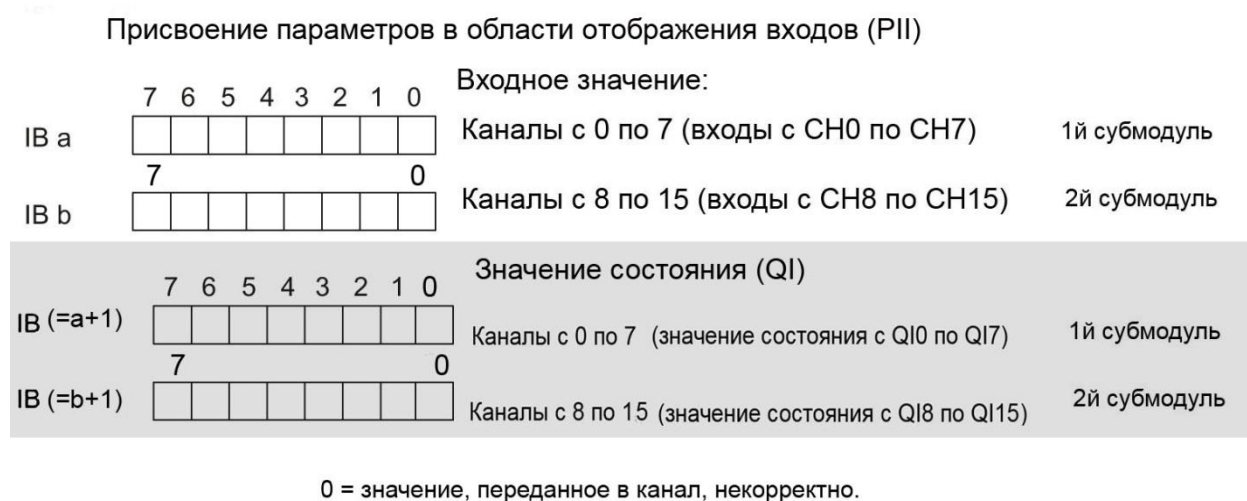 Присвоение параметров в области отображения входов (PII)
Входное значение:
7 6 5 4 3 2 1 0
IB a Каналы с 0 по 7 (входы с CH0 по CH7) 1й субмодуль
7 0
IB b Каналы с 8 по 15 (входы с CH8 по CH15) 2й субмодуль
Значение состояния (QI)
7 6 5 4 3 2 1 0
IB (=a+1) Каналы с 0 по 7 (значение состояния с QI0 по QI7) 1й субмодуль
7 0
IB (=b+1) Каналы с 8 по 15 (значение состояния с QI8 по QI15) 2й субмодуль
0 = значение, переданное в канал, некорректно.